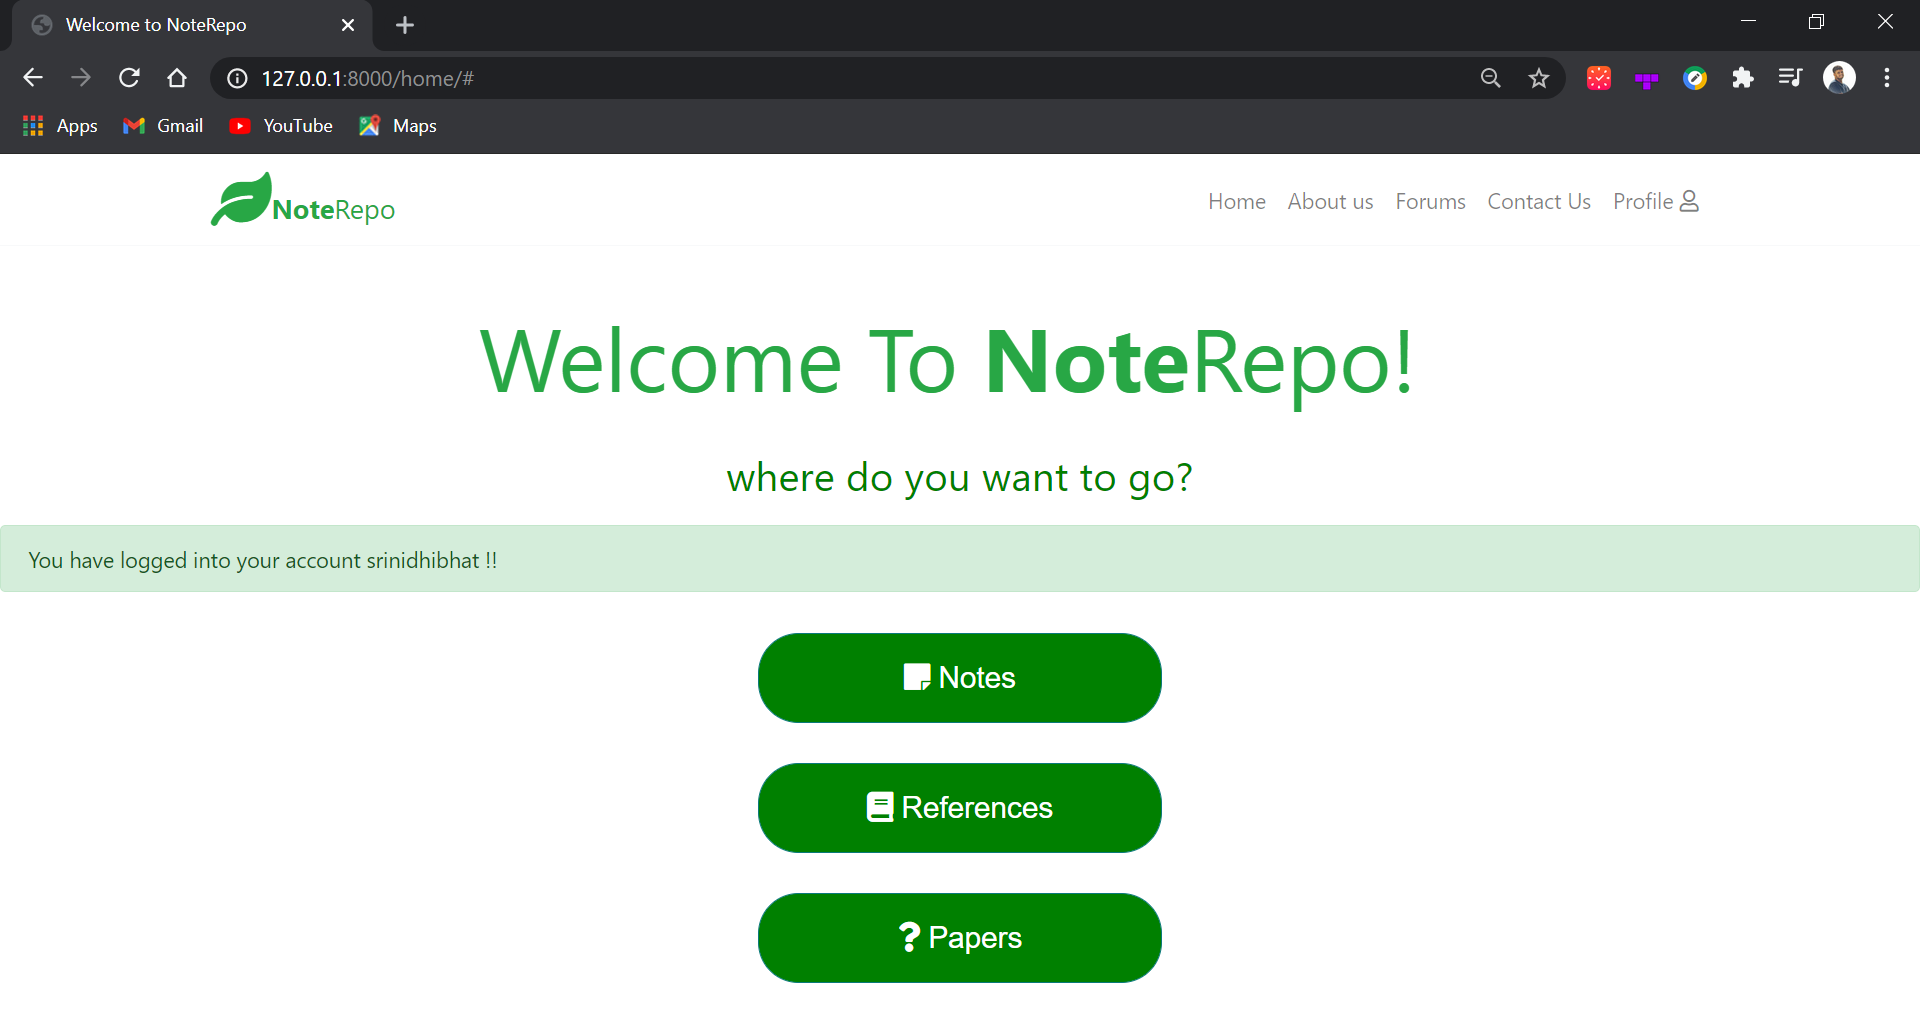 Welcome to NoteRepo
127.0.0.1:8000/home/#
Apps Gmail YouTube Maps
NoteRepo Home About us Forums Contact Us Profile
Welcome To NoteRepo!
where do you want to go?
You have logged into your account srinidhibhat !!
Notes
References
Papers